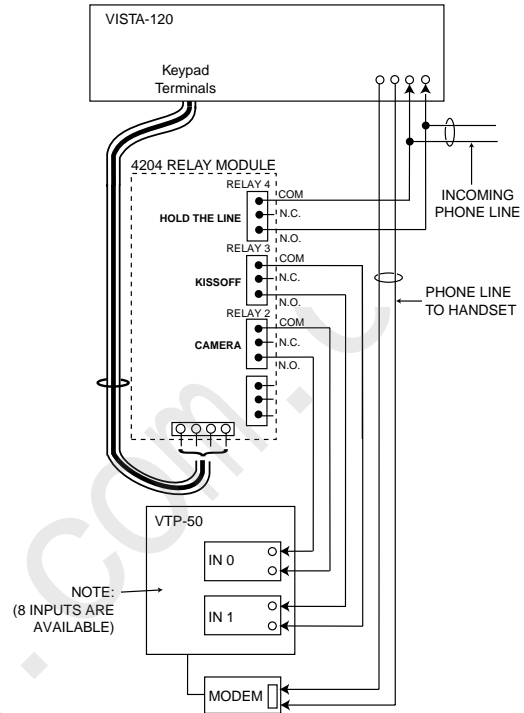 VISTA-120
Keypad
Terminals
4204 RELAY MODULE
RELAY 4
COM
HOLD THE LINE
N.C.
N.O.
INCOMING
PHONE LINE
RELAY 3
COM
KISSOFF
N.C.
N.O.
PHONE LINE
TO HANDSET
RELAY 2
COM
CAMERA
N.C.
N.O.
VTP-50
IN 0
NOTE:
(8 INPUTS ARE
AVAILABLE)
IN 1
MODEM
.com.